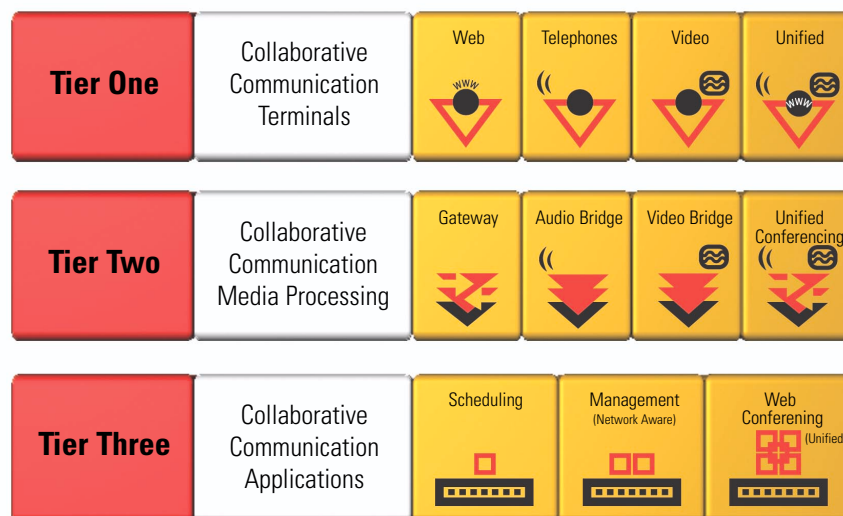 Tier One
Collaborative
Communication
Terminals
Web
WWW
Telephones
Video
Unified
WWW
Tier Two
Collaborative
Communication
Media Processing
Gateway
Audio Bridge
Video Bridge
Unified
Conferencing
Tier Three
Collaborative
Communication
Applications
Scheduling
Management
(Network Aware)
Web
Conferening
(Unified